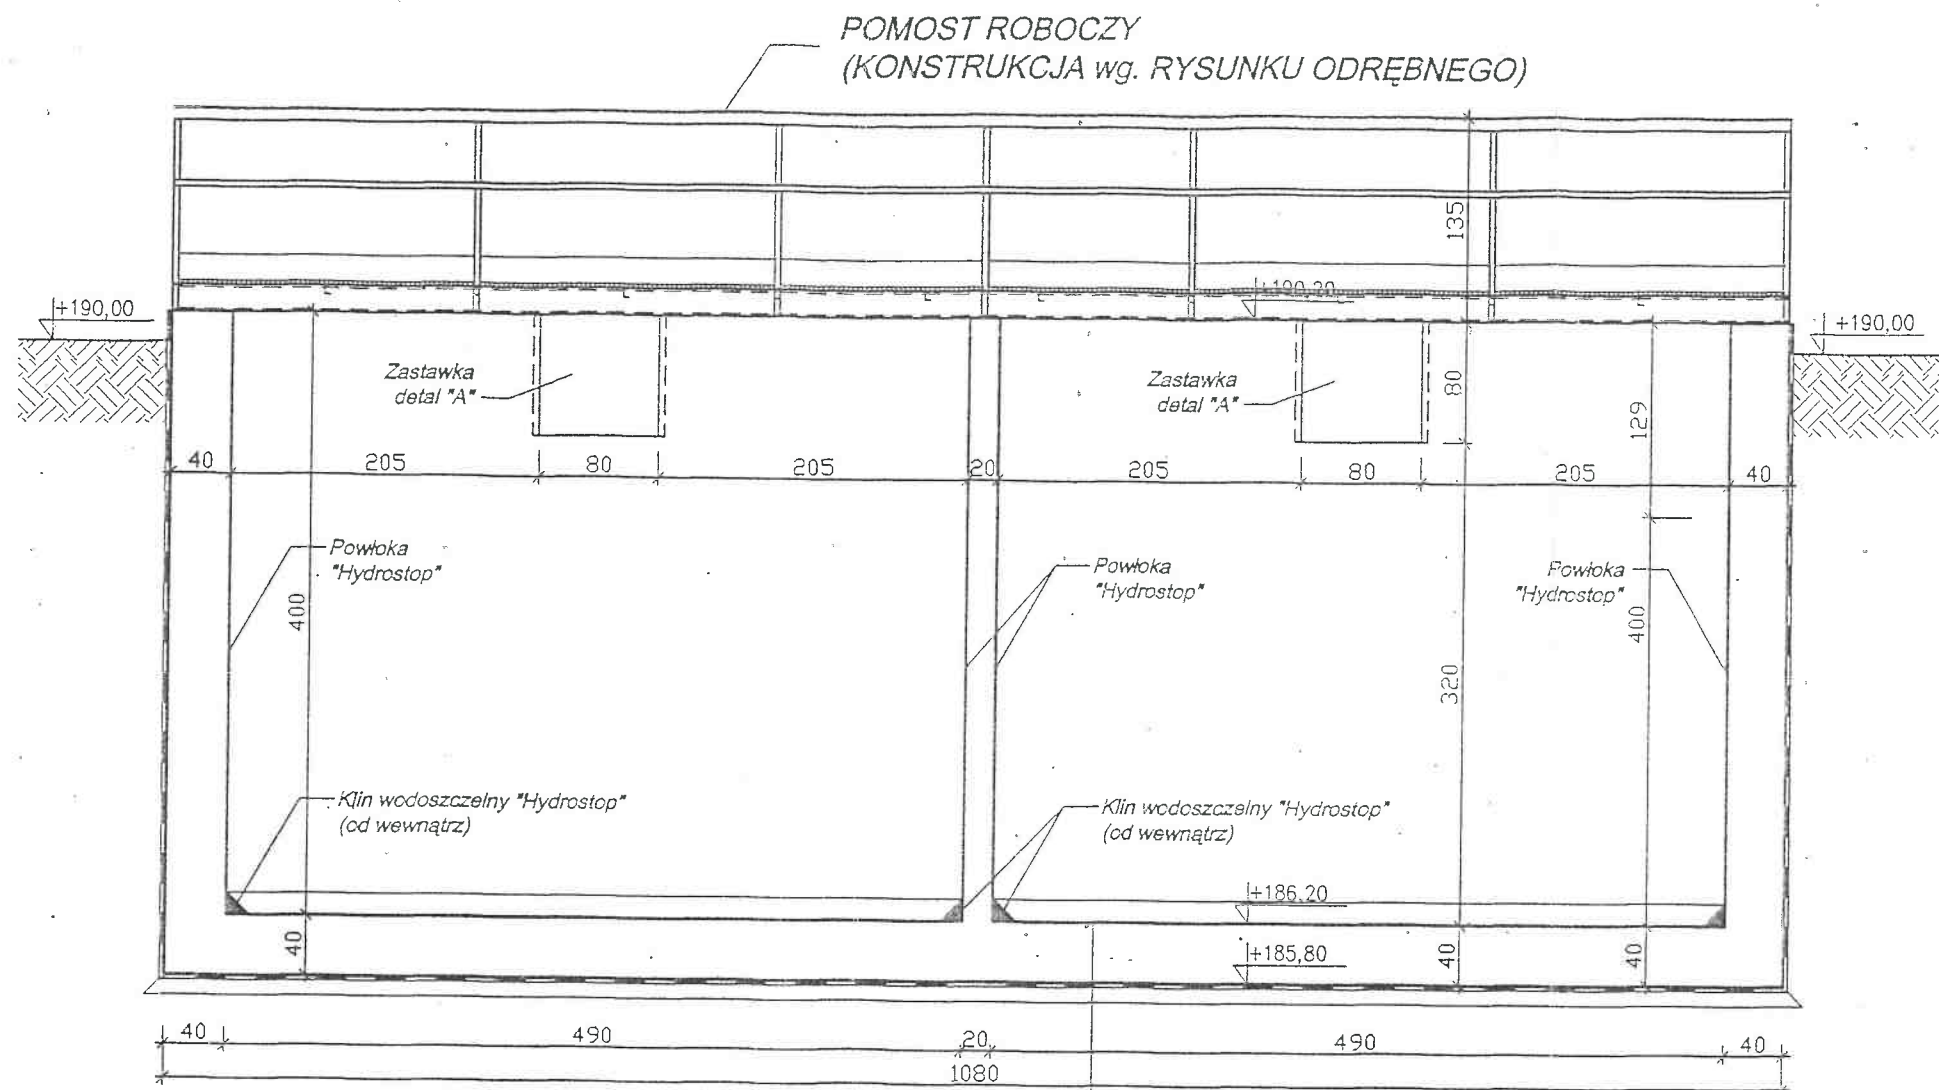 POMOST ROBOCZY
(KONSTRUKCJA wg. RYSUNKU ODRĘBNEGO)
135
+190,20
+190,00
+190,00
Zastawka
detal "A"
Zastawka
detal "A"
80
129
40 205 80 205 20 205 80 205 40
Powłoka
"Hydrostop"
Powłoka
"Hydrostop"
Powłoka
"Hydrostop"
400
400
320
Klin wodoszczelny "Hydrostop"
(od wewnątrz)
Klin wodoszczelny "Hydrostop"
(od wewnątrz)
+186,20
40
+185,80
40
40
40 490 20 490 40
1080